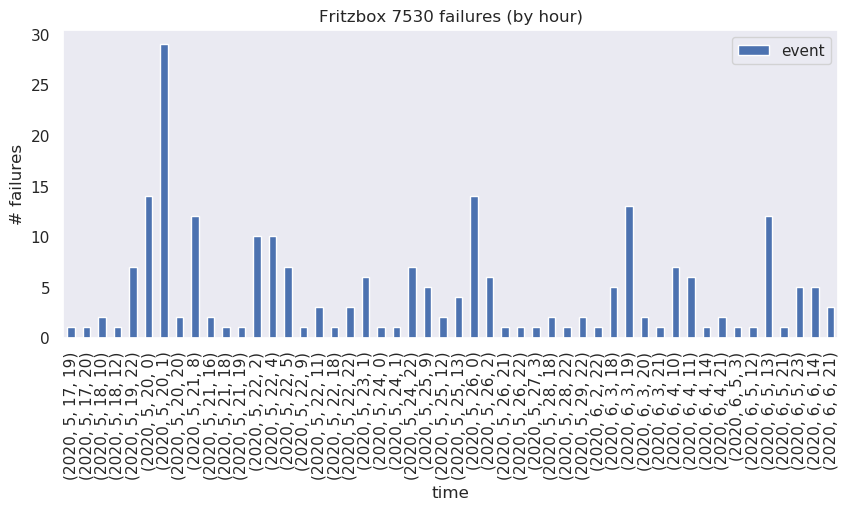 Fritzbox 7530 failures (by hour)
event
# failures
30
25
20
15
10
5
0
(2020, 5, 17, 19)
(2020, 5, 17, 20)
(2020, 5, 18, 10)
(2020, 5, 18, 12)
(2020, 5, 19, 22)
(2020, 5, 20, 0)
(2020, 5, 20, 1)
(2020, 5, 20, 20)
(2020, 5, 21, 8)
(2020, 5, 21, 16)
(2020, 5, 21, 18)
(2020, 5, 21, 19)
(2020, 5, 22, 2)
(2020, 5, 22, 4)
(2020, 5, 22, 5)
(2020, 5, 22, 9)
(2020, 5, 22, 11)
(2020, 5, 22, 18)
(2020, 5, 22, 22)
(2020, 5, 23, 1)
(2020, 5, 24, 0)
(2020, 5, 24, 1)
(2020, 5, 24, 22)
(2020, 5, 25, 9)
(2020, 5, 25, 12)
(2020, 5, 25, 13)
(2020, 5, 26, 0)
(2020, 5, 26, 2)
(2020, 5, 26, 21)
(2020, 5, 26, 22)
(2020, 5, 27, 3)
(2020, 5, 28, 18)
(2020, 5, 28, 22)
(2020, 5, 29, 22)
(2020, 6, 2, 22)
(2020, 6, 3, 18)
(2020, 6, 3, 19)
(2020, 6, 3, 20)
(2020, 6, 3, 21)
(2020, 6, 4, 10)
(2020, 6, 4, 11)
(2020, 6, 4, 14)
(2020, 6, 4, 21)
(2020, 6, 5, 3)
(2020, 6, 5, 12)
(2020, 6, 5, 13)
(2020, 6, 5, 21)
(2020, 6, 5, 23)
(2020, 6, 6, 14)
(2020, 6, 6, 21)
time